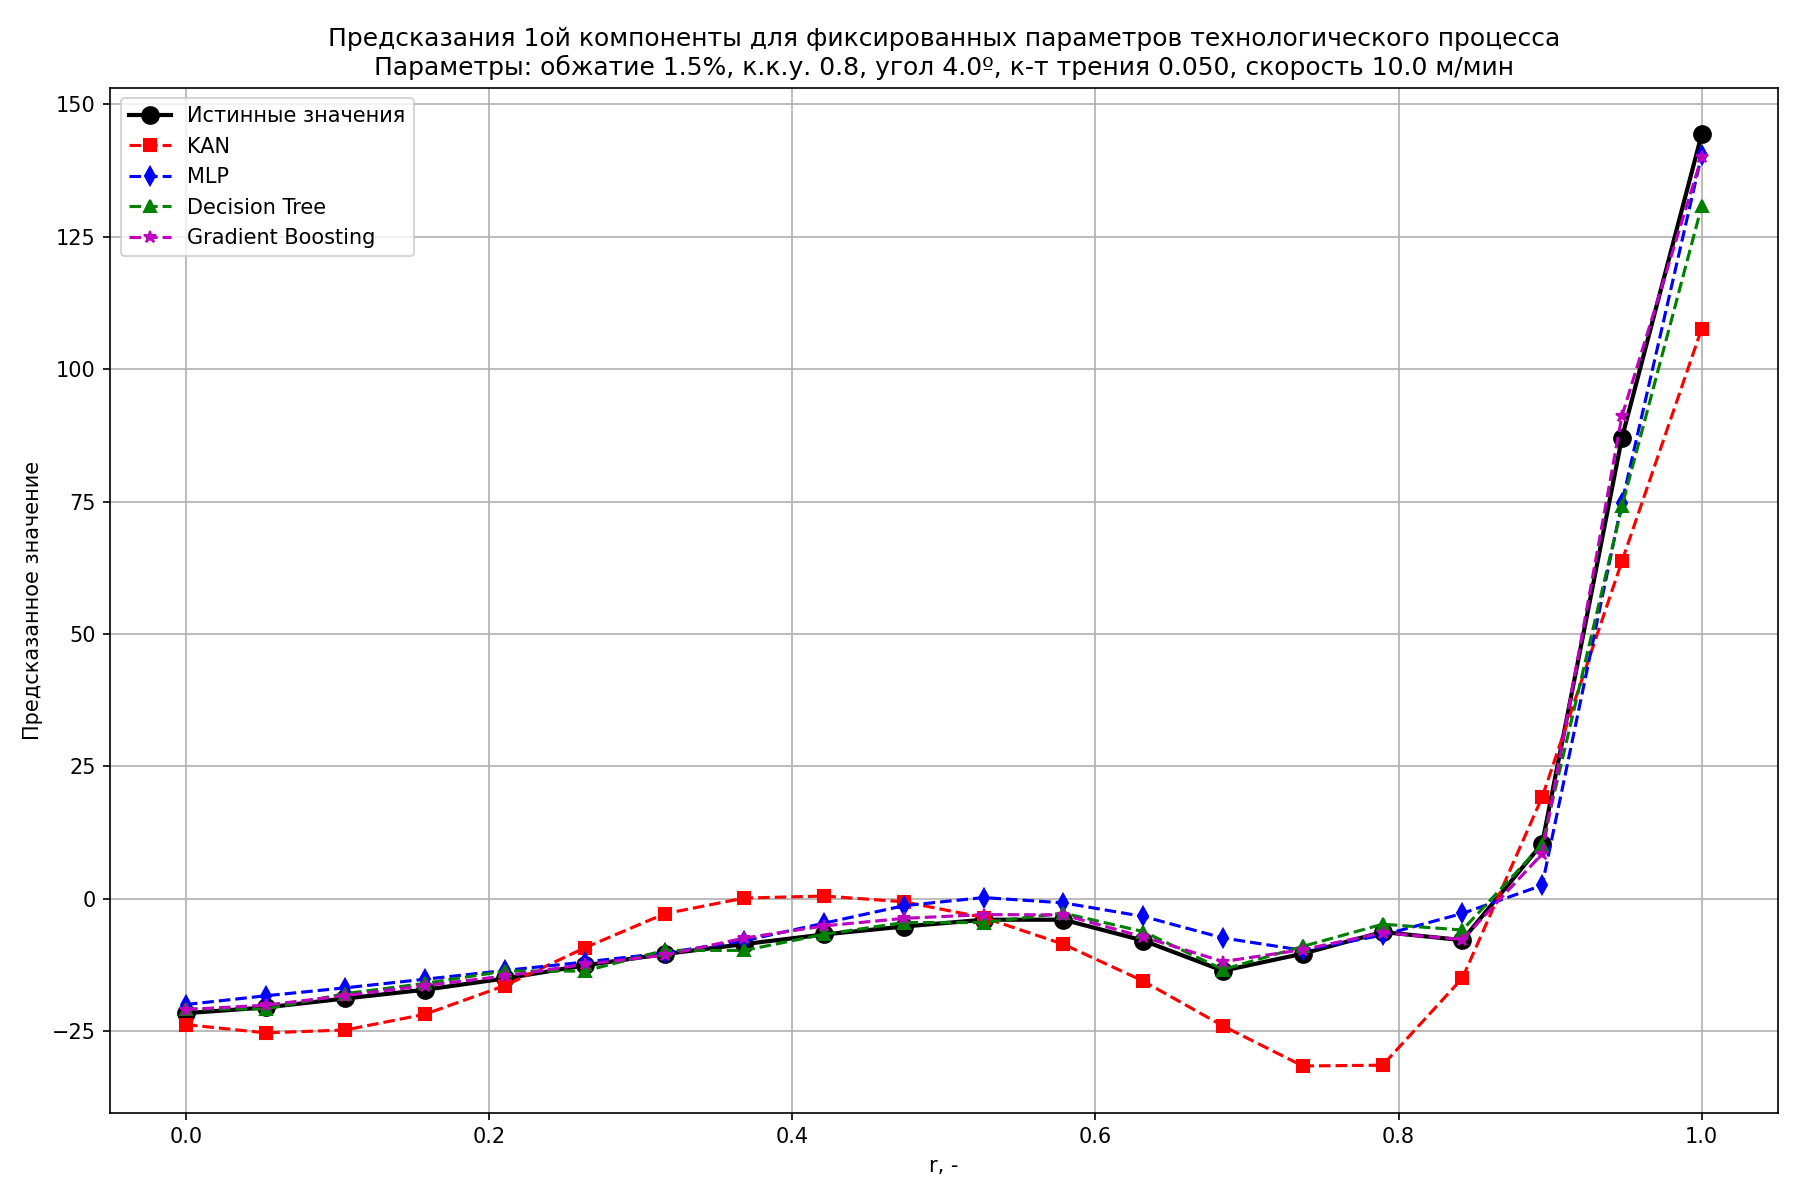 Предсказания 1ой компоненты для фиксированных параметров технологического процесса
Параметры: обжатие 1.5%, к.к.у. 0.8, угол 4.0º, к-т трения 0.050, скорость 10.0 м/мин
Истинные значения
KAN
MLP
Decision Tree
Gradient Boosting
Предсказанное значение
150
125
100
75
50
25
0
−25
0.0
0.2
0.4
0.6
0.8
1.0
r, -